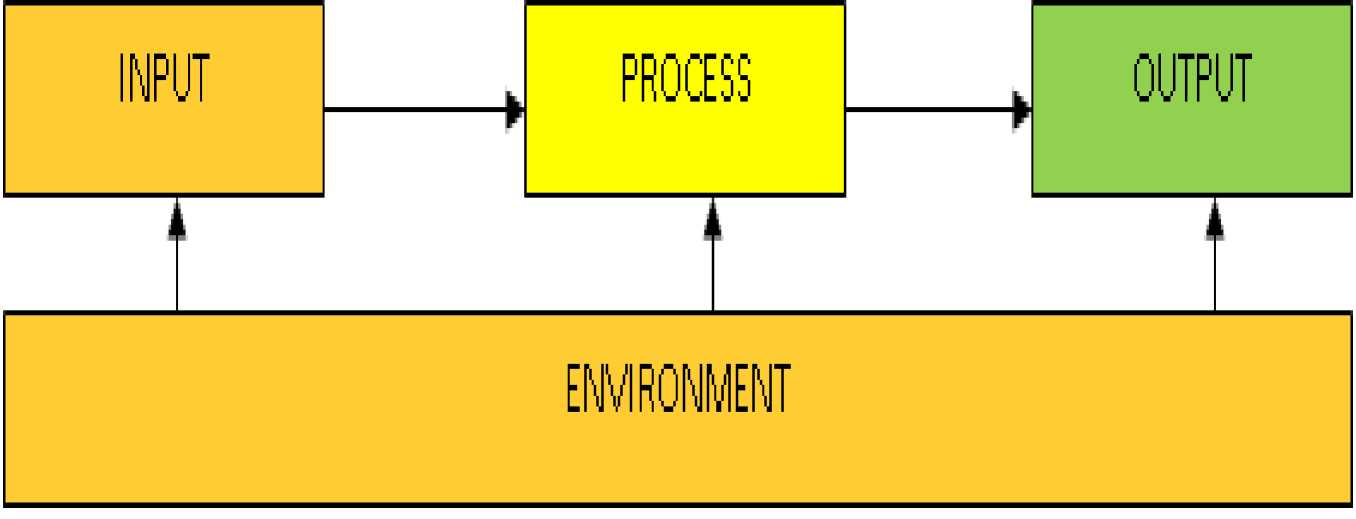 INPUT
PROCESS
OUTPUT
ENVIRONMENT